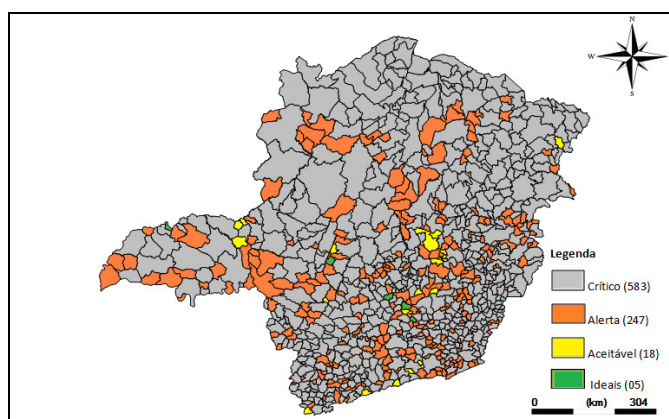 N
W
E
S
Legenda
Crítico (583)
Alerta (247)
Aceitável (18)
Ideais (05)
0 (km) 304